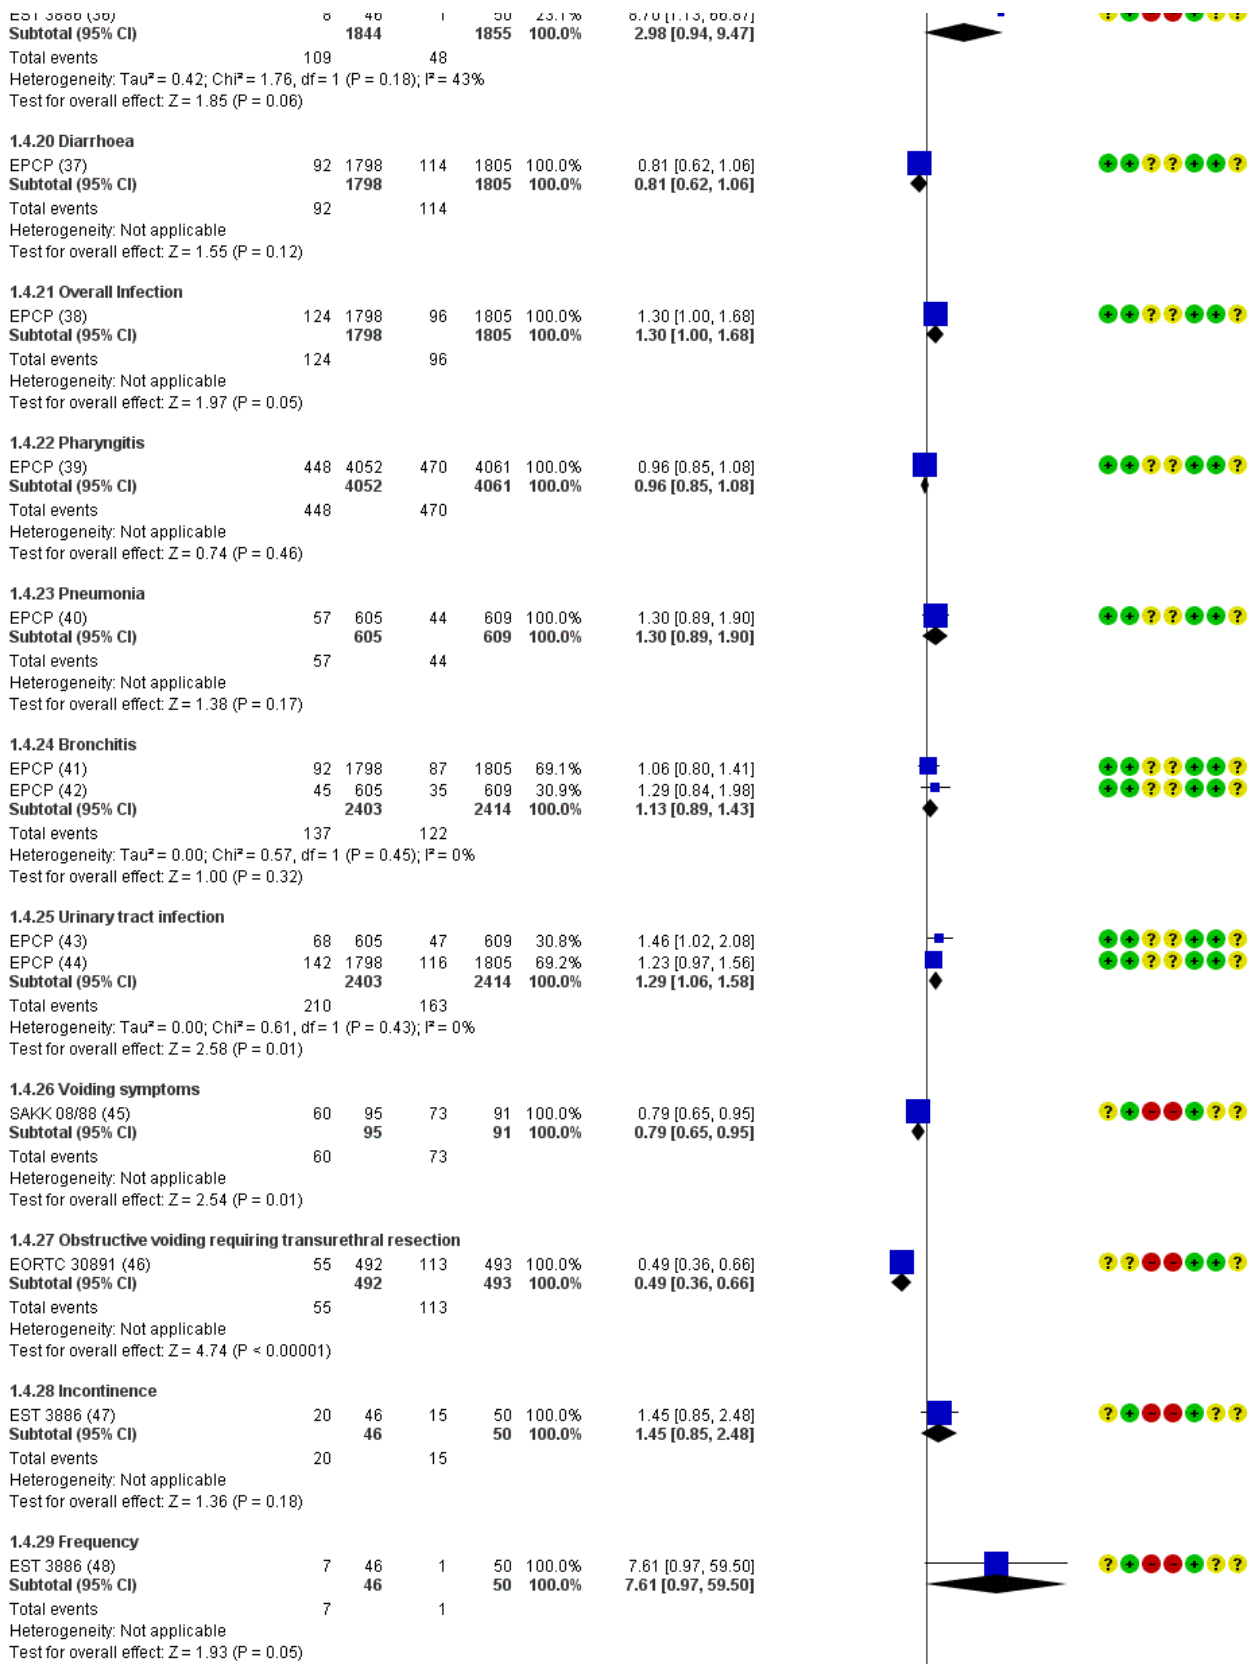 EST 3886 (36) 8 46 1 50 23.1% 8.70 [1.13, 66.87] ? + − − + ? ?
Subtotal (95% CI) 1844 1855 100.0% 2.98 [0.94, 9.47]
Total events 109 48
Heterogeneity: Tau² = 0.42; Chi² = 1.76, df = 1 (P = 0.18); I² = 43%
Test for overall effect: Z = 1.85 (P = 0.06)
1.4.20 Diarrhoea
EPCP (37) 92 1798 114 1805 100.0% 0.81 [0.62, 1.06] + + ? ? + + ?
Subtotal (95% CI) 1798 1805 100.0% 0.81 [0.62, 1.06]
Total events 92 114
Heterogeneity: Not applicable
Test for overall effect: Z = 1.55 (P = 0.12)
1.4.21 Overall Infection
EPCP (38) 124 1798 96 1805 100.0% 1.30 [1.00, 1.68] + + ? ? + + ?
Subtotal (95% CI) 1798 1805 100.0% 1.30 [1.00, 1.68]
Total events 124 96
Heterogeneity: Not applicable
Test for overall effect: Z = 1.97 (P = 0.05)
1.4.22 Pharyngitis
EPCP (39) 448 4052 470 4061 100.0% 0.96 [0.85, 1.08] + + ? ? + + ?
Subtotal (95% CI) 4052 4061 100.0% 0.96 [0.85, 1.08]
Total events 448 470
Heterogeneity: Not applicable
Test for overall effect: Z = 0.74 (P = 0.46)
1.4.23 Pneumonia
EPCP (40) 57 605 44 609 100.0% 1.30 [0.89, 1.90] + + ? ? + + ?
Subtotal (95% CI) 605 609 100.0% 1.30 [0.89, 1.90]
Total events 57 44
Heterogeneity: Not applicable
Test for overall effect: Z = 1.38 (P = 0.17)
1.4.24 Bronchitis
EPCP (41) 92 1798 87 1805 69.1% 1.06 [0.80, 1.41] + + ? ? + + ?
EPCP (42) 45 605 35 609 30.9% 1.29 [0.84, 1.98] + + ? ? + + ?
Subtotal (95% CI) 2403 2414 100.0% 1.13 [0.89, 1.43]
Total events 137 122
Heterogeneity: Tau² = 0.00; Chi² = 0.57, df = 1 (P = 0.45); I² = 0%
Test for overall effect: Z = 1.00 (P = 0.32)
1.4.25 Urinary tract infection
EPCP (43) 68 605 47 609 30.8% 1.46 [1.02, 2.08] + + ? ? + + ?
EPCP (44) 142 1798 116 1805 69.2% 1.23 [0.97, 1.56] + + ? ? + + ?
Subtotal (95% CI) 2403 2414 100.0% 1.29 [1.06, 1.58]
Total events 210 163
Heterogeneity: Tau² = 0.00; Chi² = 0.61, df = 1 (P = 0.43); I² = 0%
Test for overall effect: Z = 2.58 (P = 0.01)
1.4.26 Voiding symptoms
SAKK 08/88 (45) 60 95 73 91 100.0% 0.79 [0.65, 0.95] ? + − − + ? ?
Subtotal (95% CI) 95 91 100.0% 0.79 [0.65, 0.95]
Total events 60 73
Heterogeneity: Not applicable
Test for overall effect: Z = 2.54 (P = 0.01)
1.4.27 Obstructive voiding requiring transurethral resection
EORTC 30891 (46) 55 492 113 493 100.0% 0.49 [0.36, 0.66] ? ? − − + + ?
Subtotal (95% CI) 492 493 100.0% 0.49 [0.36, 0.66]
Total events 55 113
Heterogeneity: Not applicable
Test for overall effect: Z = 4.74 (P < 0.00001)
1.4.28 Incontinence
EST 3886 (47) 20 46 15 50 100.0% 1.45 [0.85, 2.48] ? + − − + ? ?
Subtotal (95% CI) 46 50 100.0% 1.45 [0.85, 2.48]
Total events 20 15
Heterogeneity: Not applicable
Test for overall effect: Z = 1.36 (P = 0.18)
1.4.29 Frequency
EST 3886 (48) 7 46 1 50 100.0% 7.61 [0.97, 59.50] ? + − − + ? ?
Subtotal (95% CI) 46 50 100.0% 7.61 [0.97, 59.50]
Total events 7 1
Heterogeneity: Not applicable
Test for overall effect: Z = 1.93 (P = 0.05)